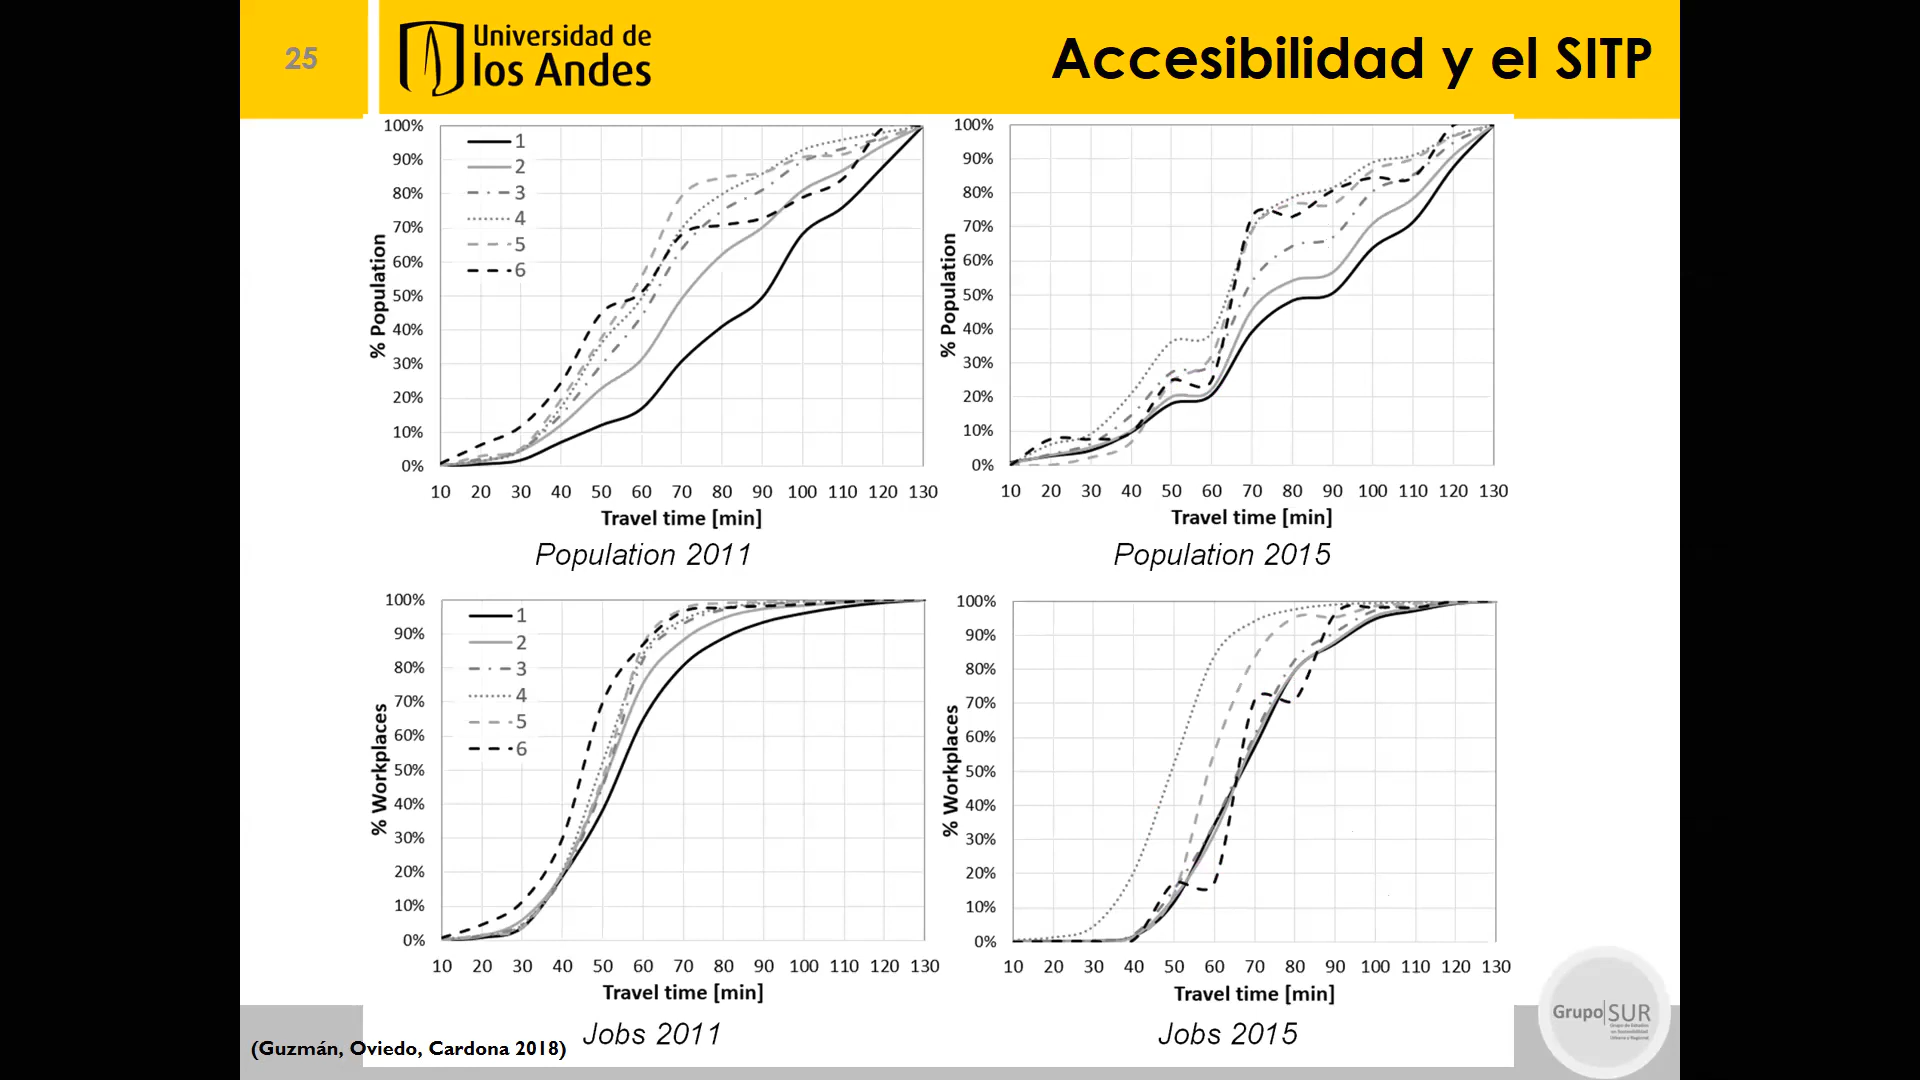 25
Universidad de
los Andes
Accesibilidad y el SITP
100%
90%
80%
70%
60%
50%
40%
30%
20%
10%
0%
% Population
1
2
3
4
5
6
10 20 30 40 50 60 70 80 90 100 110 120 130
Travel time [min]
Population 2011
100%
90%
80%
70%
60%
50%
40%
30%
20%
10%
0%
% Population
10 20 30 40 50 60 70 80 90 100 110 120 130
Travel time [min]
Population 2015
100%
90%
80%
70%
60%
50%
40%
30%
20%
10%
0%
% Workplaces
1
2
3
4
5
6
10 20 30 40 50 60 70 80 90 100 110 120 130
Travel time [min]
Jobs 2011
100%
90%
80%
70%
60%
50%
40%
30%
20%
10%
0%
% Workplaces
10 20 30 40 50 60 70 80 90 100 110 120 130
Travel time [min]
Jobs 2015
(Guzmán, Oviedo, Cardona 2018)
Grupo|SUR